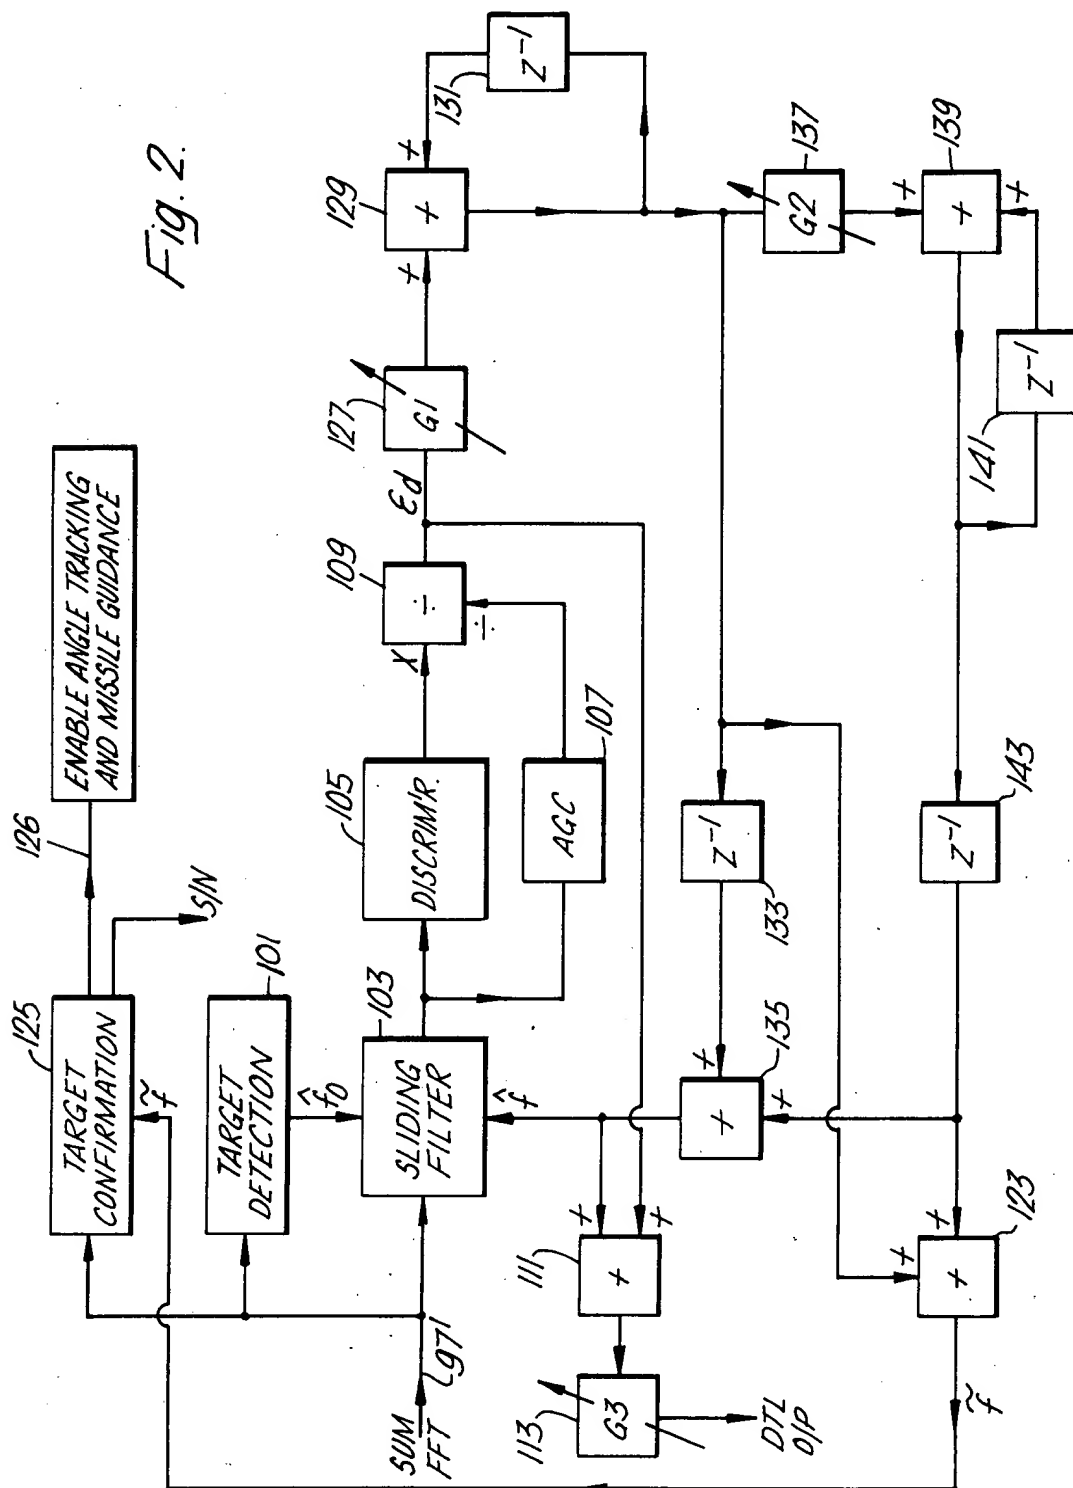 Fig. 2.
125
TARGET
CONFIRMATION
f̃
126
ENABLE ANGLE TRACKING
AND MISSILE GUIDANCE
S/N
101
TARGET
DETECTION
f̂0
103
SLIDING
FILTER
f̂
SUM
FFT
97'
105
DISCRIM'R.
107
AGC
109
X
÷
÷
εd
127
G1
129
+
+
+
131
Z⁻¹
111
+
+
+
113
G3
DTL
O/P
133
Z⁻¹
135
+
+
+
137
G2
139
+
+
+
141
Z⁻¹
143
Z⁻¹
123
+
+
+
f̃